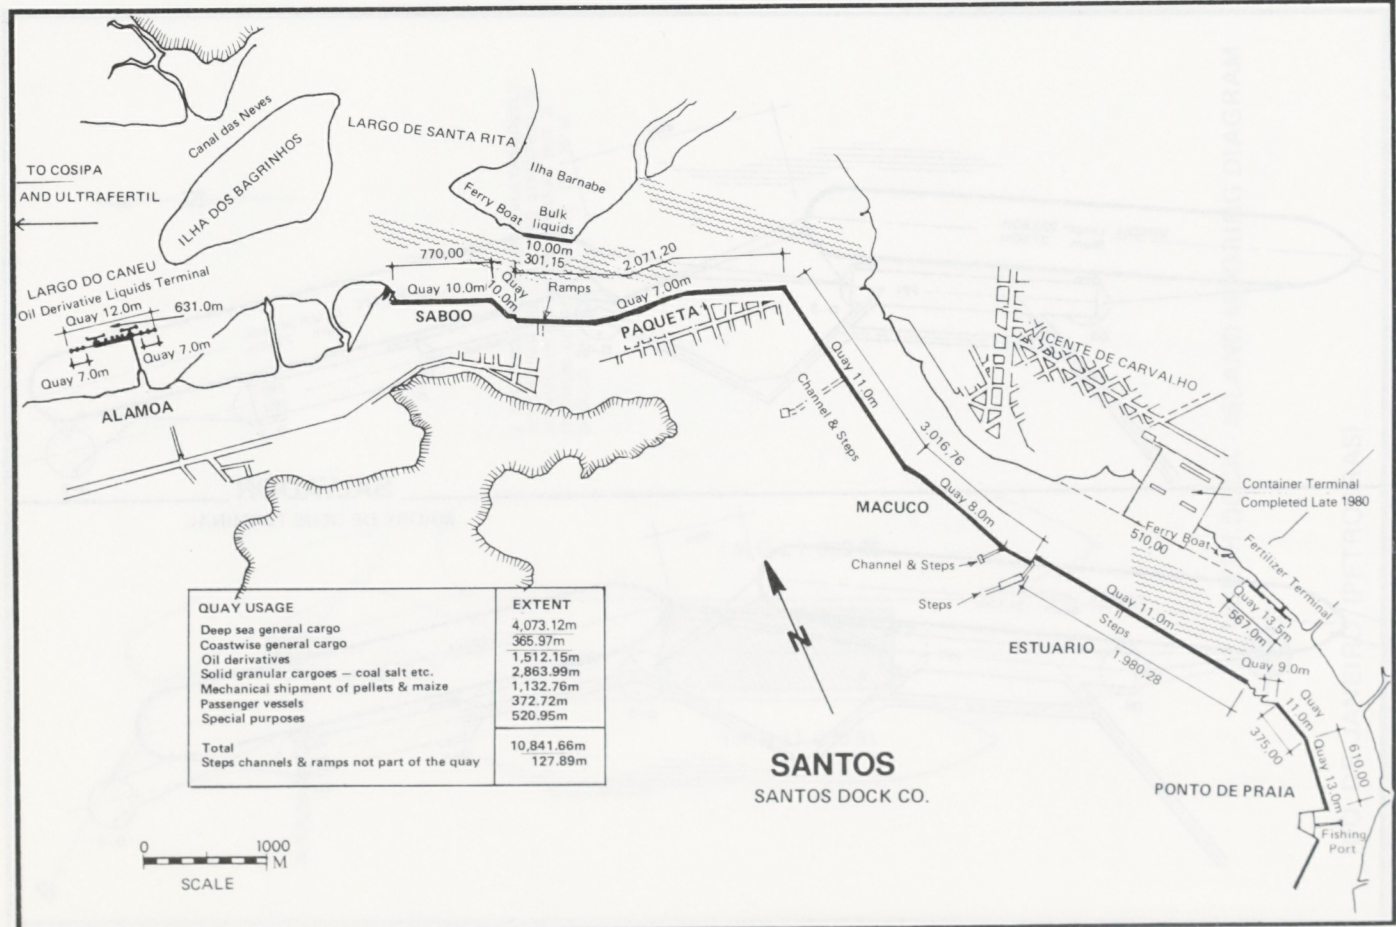 Canal das Neves
LARGO DE SANTA RITA
TO COSIPA
AND ULTRAFERTIL
ILHA DOS BAGRINHOS
Ilha Barnabe
Ferry Boat
Bulk
liquids
10.00m
301,15
770,00
2.071,20
LARGO DO CANEU
Oil Derivative Liquids Terminal
Quay 12.0m
631.0m
Quay 7.0m
Quay 7.0m
ALAMOA
Quay 10.0m
SABOO
Quay
10.0m
Ramps
Quay 7.00m
PAQUETA
Quay 11.0m
Channel & Steps
3.016,76
VICENTE DE CARVALHO
MACUCO
Quay 8.0m
Container Terminal
Completed Late 1980
Ferry Boat
510,00
Fertilizer Terminal
Channel & Steps
Steps
Quay 11.0m
Steps
Quay 13.5m
567.0m
ESTUARIO
1.980,28
Quay 9.0m
Quay
11.0m
375,00
Quay 13.0m
610,00
PONTO DE PRAIA
Fishing
Port
N
QUAY USAGE EXTENT
Deep sea general cargo 4,073.12m
Coastwise general cargo 365.97m
Oil derivatives 1,512.15m
Solid granular cargoes — coal salt etc. 2,863.99m
Mechanical shipment of pellets & maize 1,132.76m
Passenger vessels 372.72m
Special purposes 520.95m
Total 10,841.66m
Steps channels & ramps not part of the quay 127.89m
SANTOS
SANTOS DOCK CO.
0 1000
M
SCALE